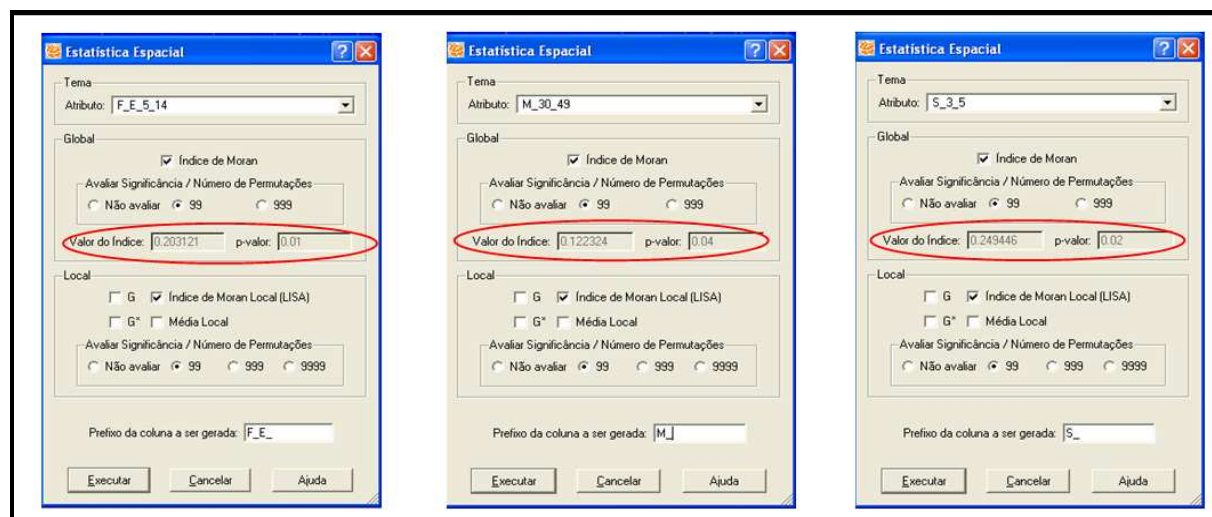 Estatística Espacial
Tema
Atributo: F_E_5_14
Global
Índice de Moran
Avaliar Significância / Número de Permutações
Não avaliar 99 999
Valor do Índice: 0.203121 p-valor: 0.01
Local
G Índice de Moran Local (LISA)
G* Média Local
Avaliar Significância / Número de Permutações
Não avaliar 99 999 9999
Prefixo da coluna a ser gerada: F_E_
Executar Cancelar Ajuda
Estatística Espacial
Tema
Atributo: M_30_49
Global
Índice de Moran
Avaliar Significância / Número de Permutações
Não avaliar 99 999
Valor do Índice: 0.122324 p-valor: 0.04
Local
G Índice de Moran Local (LISA)
G* Média Local
Avaliar Significância / Número de Permutações
Não avaliar 99 999 9999
Prefixo da coluna a ser gerada: M_
Executar Cancelar Ajuda
Estatística Espacial
Tema
Atributo: S_3_5
Global
Índice de Moran
Avaliar Significância / Número de Permutações
Não avaliar 99 999
Valor do Índice: 0.249446 p-valor: 0.02
Local
G Índice de Moran Local (LISA)
G* Média Local
Avaliar Significância / Número de Permutações
Não avaliar 99 999 9999
Prefixo da coluna a ser gerada: S_
Executar Cancelar Ajuda